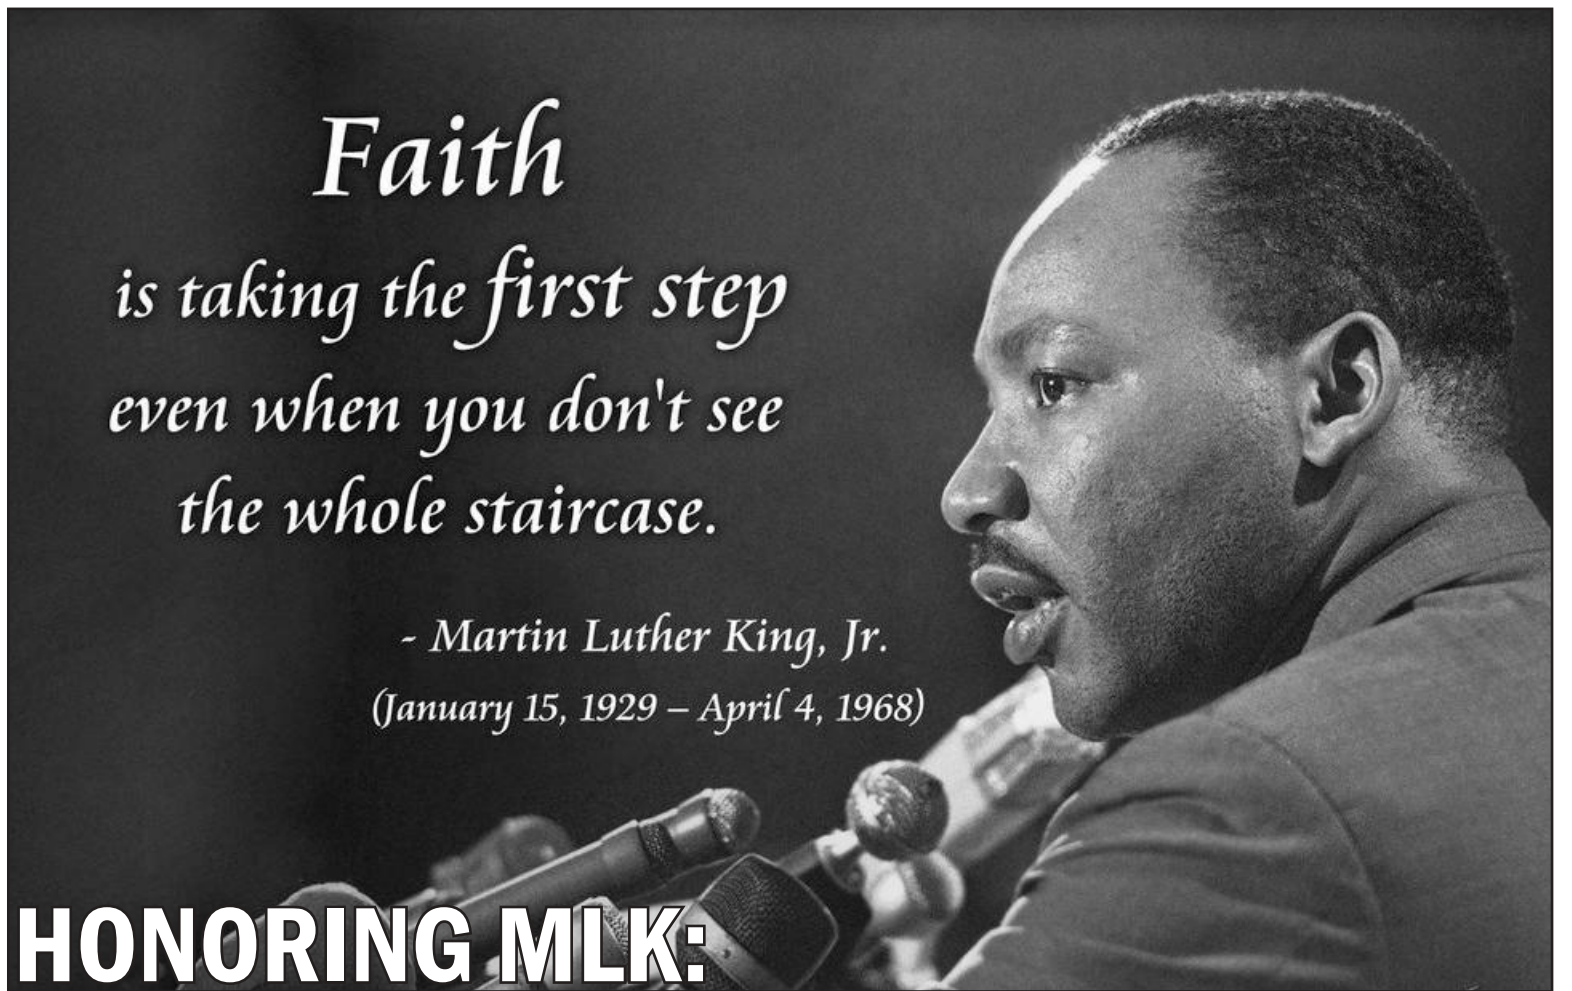 Faith
is taking the first step
even when you don't see
the whole staircase.
- Martin Luther King, Jr.
(January 15, 1929 – April 4, 1968)
HONORING MLK: